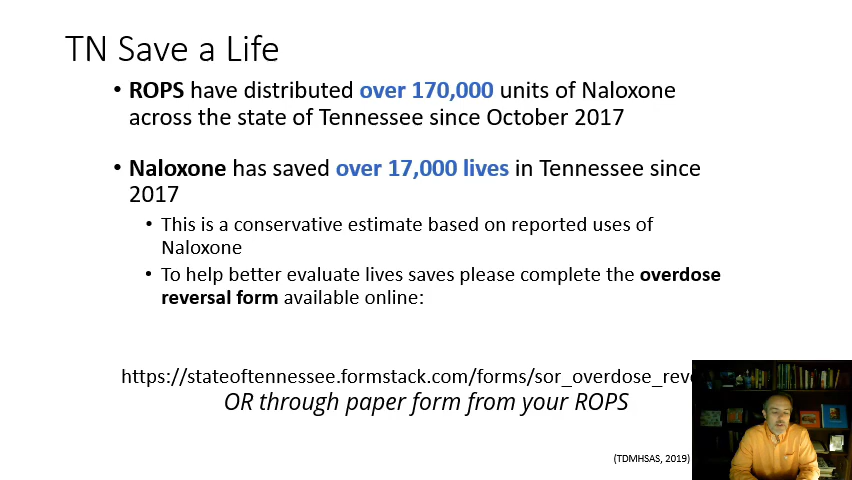 TN Save a Life
• ROPS have distributed over 170,000 units of Naloxone
across the state of Tennessee since October 2017
• Naloxone has saved over 17,000 lives in Tennessee since
2017
• This is a conservative estimate based on reported uses of
Naloxone
• To help better evaluate lives saves please complete the overdose
reversal form available online:
https://stateoftennessee.formstack.com/forms/sor_overdose_reve
OR through paper form from your ROPS
(TDMHSAS, 2019)